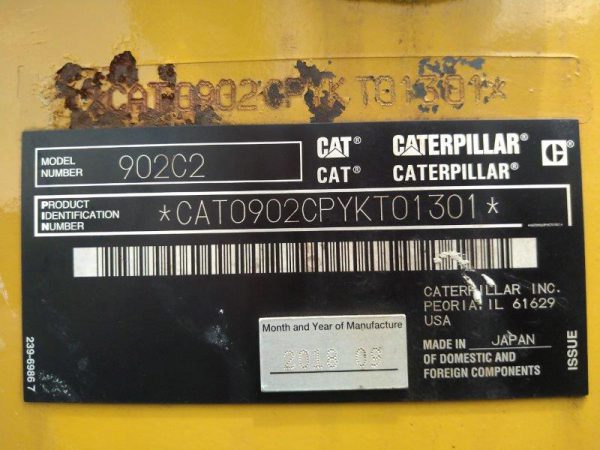 *CAT0902CPYKT01301*
MODEL NUMBER 902C2
CAT® CATERPILLAR®
CAT® CATERPILLAR®
PRODUCT IDENTIFICATION NUMBER *CAT0902CPYKT01301*
CATERPILLAR INC.
PEORIA IL 61629
USA
Month and Year of Manufacture
2018 09
MADE IN JAPAN
OF DOMESTIC AND
FOREIGN COMPONENTS
ISSUE
239-6986 7